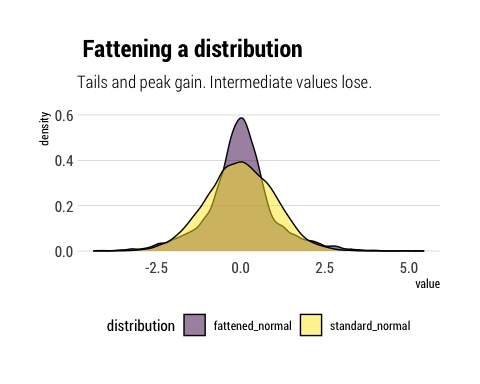 Fattening a distribution
Tails and peak gain. Intermediate values lose.
density
0.6
0.4
0.2
0.0
-2.5 0.0 2.5 5.0
value
distribution fattened_normal standard_normal